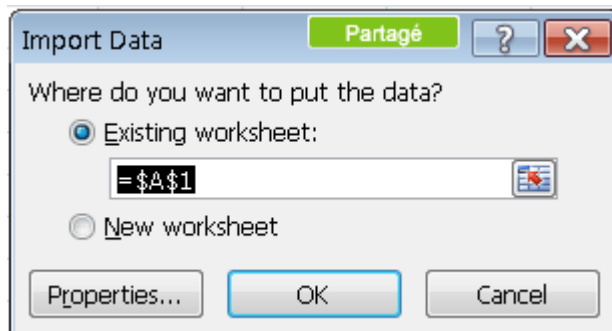 Import Data
Partagé
?
X
Where do you want to put the data?
Existing worksheet:
=$A$1
New worksheet
Properties...
OK
Cancel